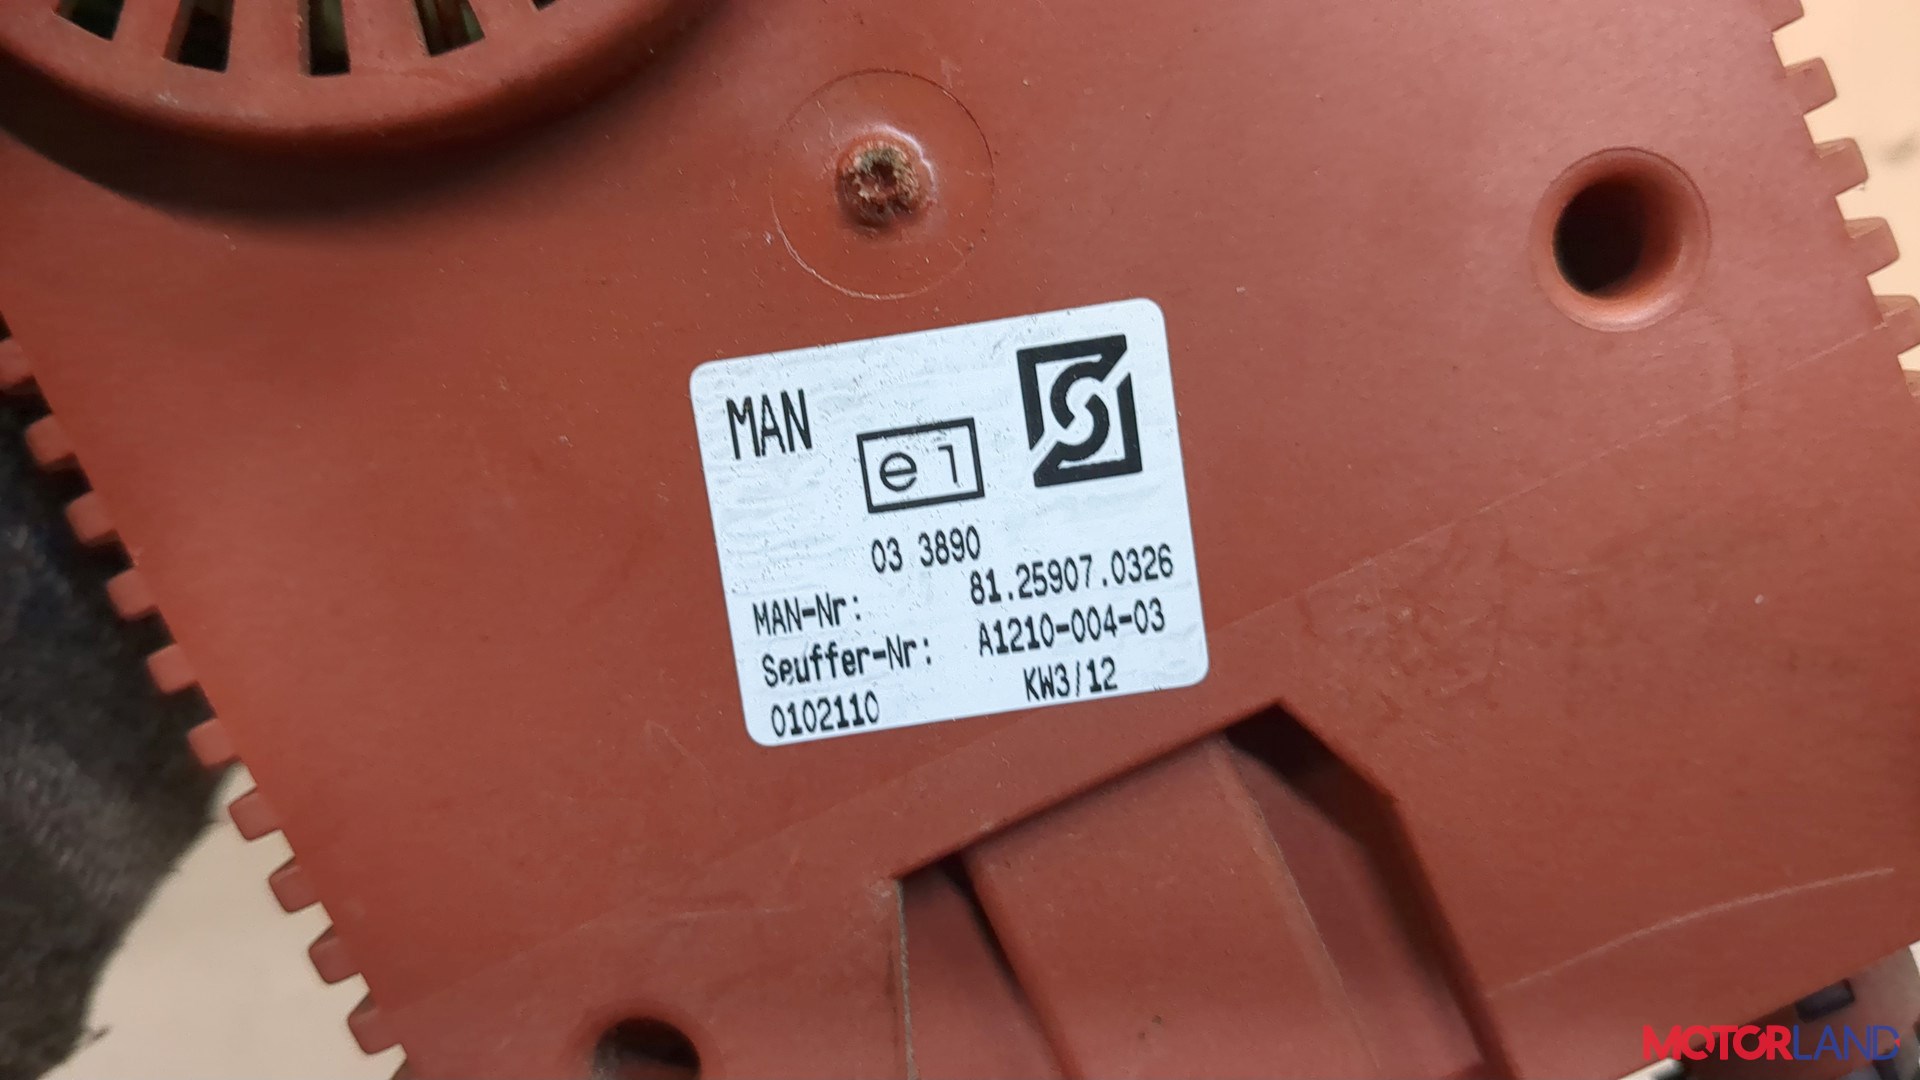 MAN
e1
03 3890
MAN-Nr: 81.25907.0326
Seuffer-Nr: A1210-004-03
0102110 KW3/12
MOTORLAND